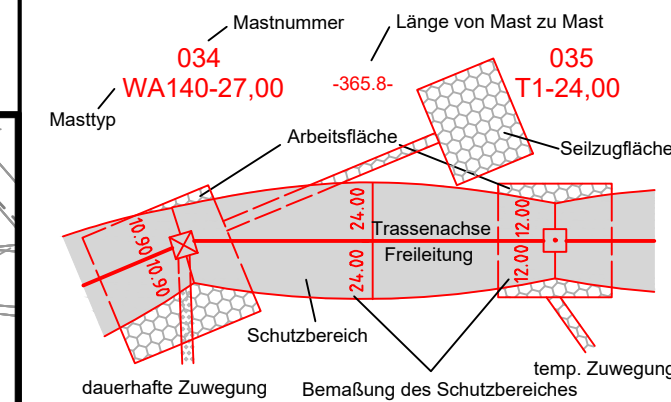 Mastnummer
Länge von Mast zu Mast
034
WA140-27,00
-365.8-
035
T1-24,00
Masttyp
Arbeitsfläche
Seilzugfläche
10.90
10.90
24.00
24.00
Trassenachse
Freileitung
12.00
12.00
Schutzbereich
temp. Zuwegung
dauerhafte Zuwegung
Bemaßung des Schutzbereiches